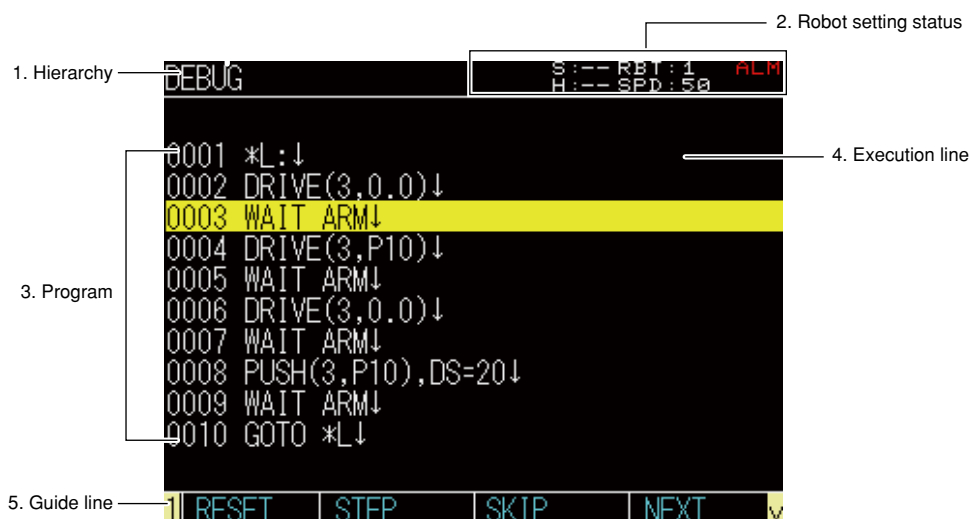 2. Robot setting status
1. Hierarchy
DEBUG
S:-- RBT:1 ALM
H:-- SPD:50
0001 *L:↓
4. Execution line
0002 DRIVE(3,0.0)↓
0003 WAIT ARM↓
0004 DRIVE(3,P10)↓
0005 WAIT ARM↓
3. Program
0006 DRIVE(3,0.0)↓
0007 WAIT ARM↓
0008 PUSH(3,P10),DS=20↓
0009 WAIT ARM↓
0010 GOTO *L↓
5. Guide line
1 RESET STEP SKIP NEXT v